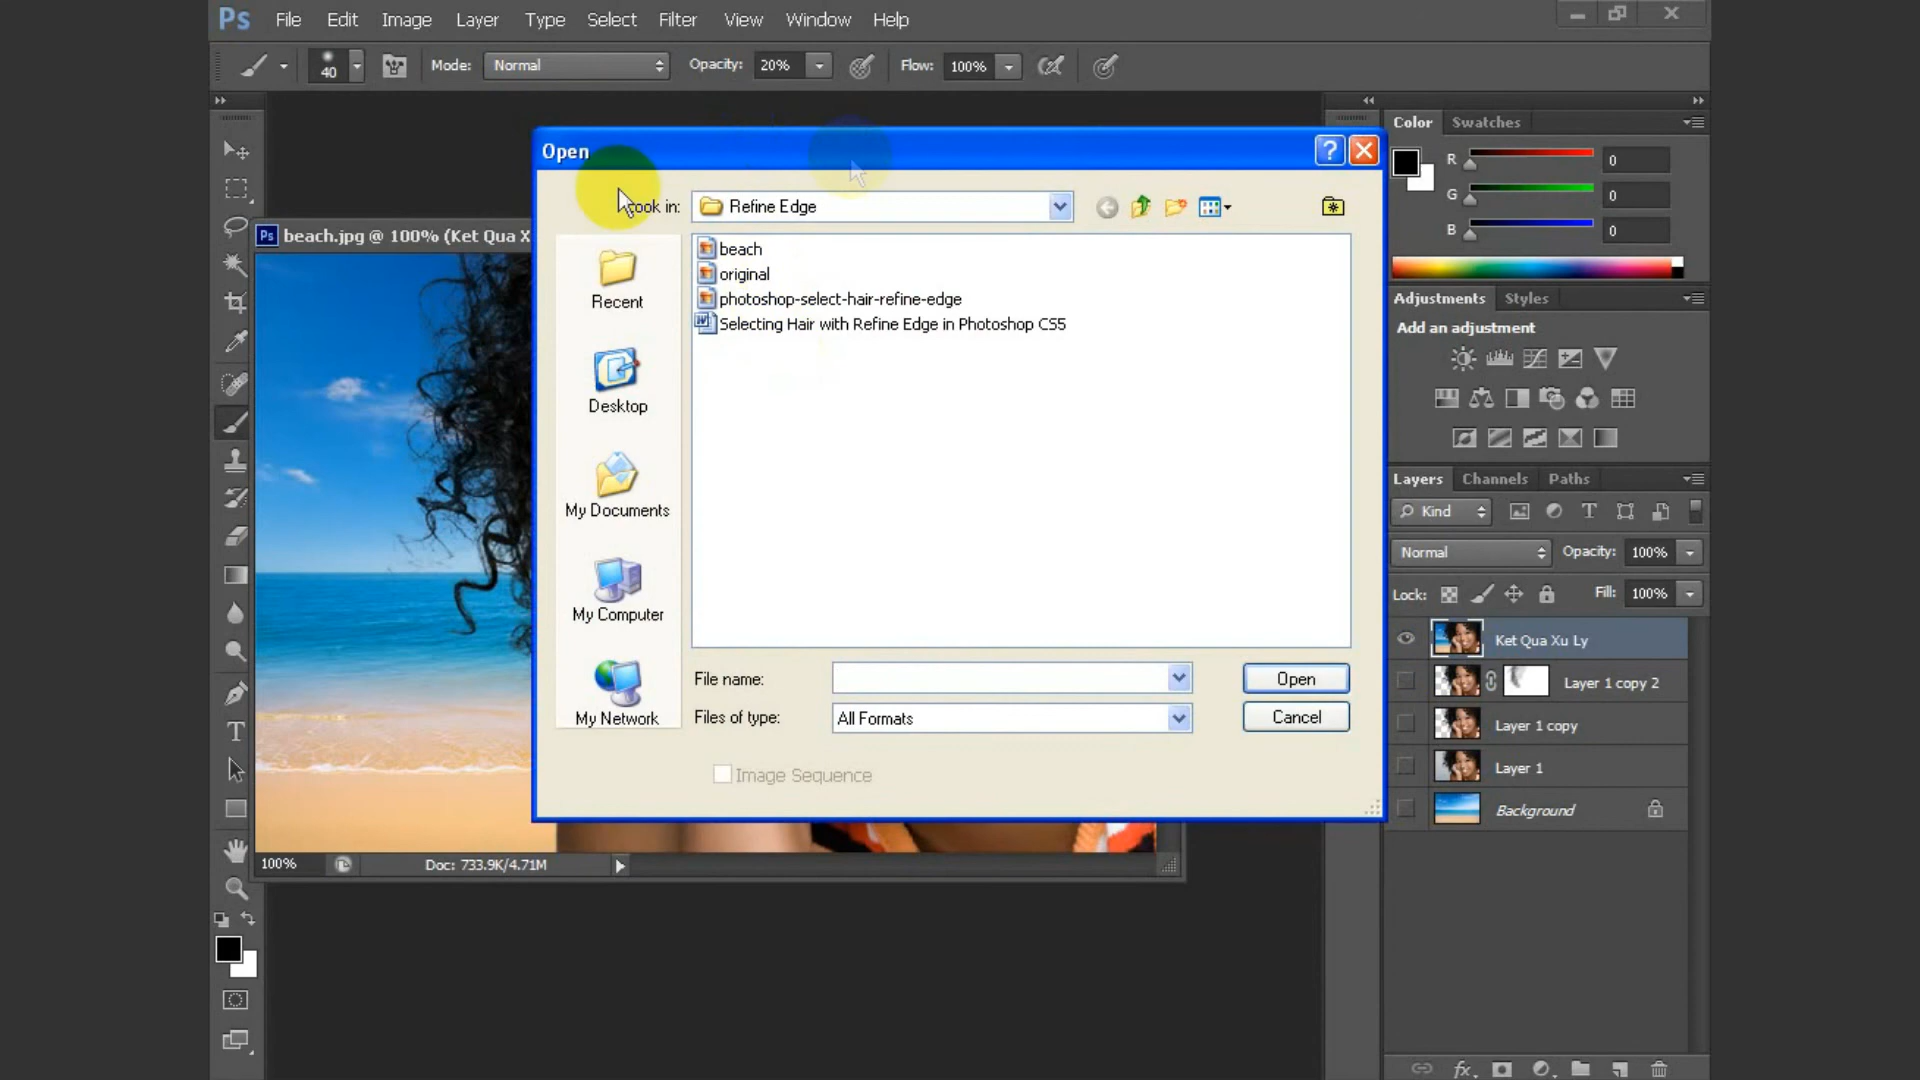 Ps File Edit Image Layer Type Select Filter View Window Help
40 Mode: Normal Opacity: 20% Flow: 100%
Color Swatches
R 0
G 0
B 0
Open
Look in: Refine Edge
beach.jpg @ 100% (Ket Qua X
beach
original
photoshop-select-hair-refine-edge
Selecting Hair with Refine Edge in Photoshop CS5
Recent
Desktop
My Documents
My Computer
My Network
File name: Open
Files of type: All Formats Cancel
Image Sequence
Adjustments Styles
Add an adjustment
Layers Channels Paths
Kind
Normal Opacity: 100%
Lock: Fill: 100%
Ket Qua Xu Ly
Layer 1 copy 2
Layer 1 copy
Layer 1
Background
100% Doc: 733.9K/4.71M